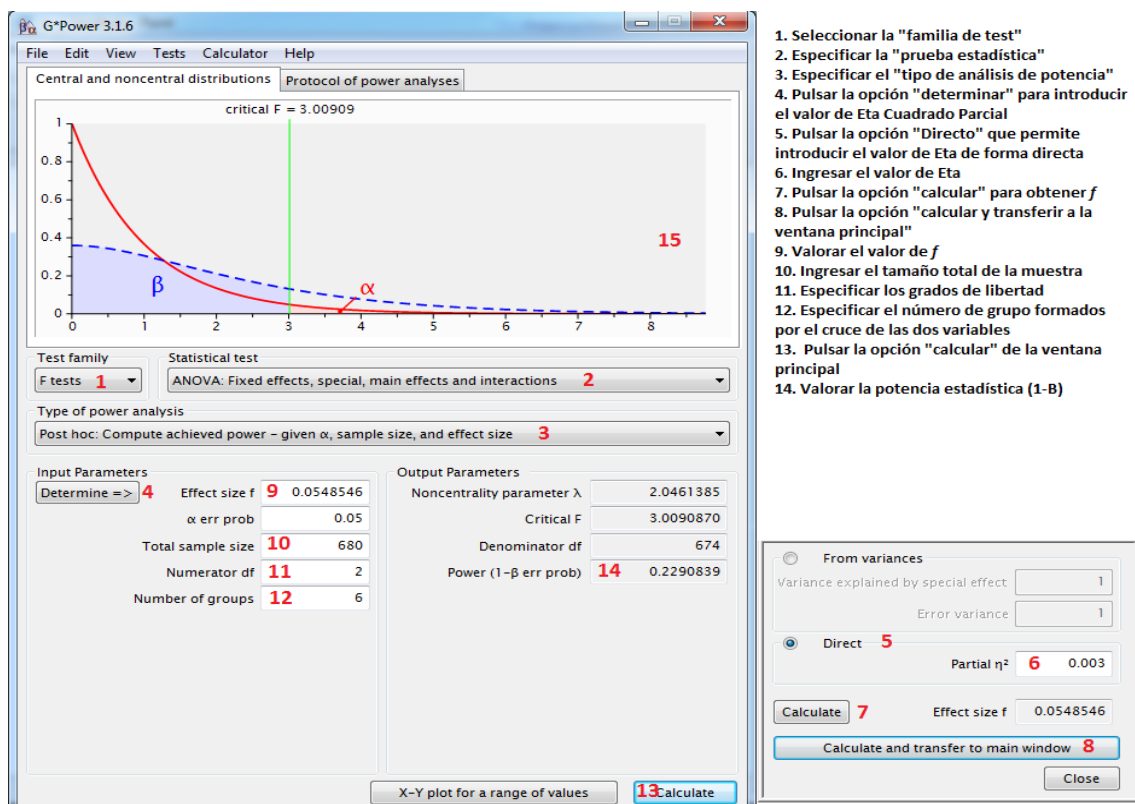 G*Power 3.1.6
File Edit View Tests Calculator Help
Central and noncentral distributions
Protocol of power analyses
critical F = 3.00909
1
0.8
0.6
0.4
0.2
0
β
α
15
0 1 2 3 4 5 6 7 8
Test family
Statistical test
F tests 1
ANOVA: Fixed effects, special, main effects and interactions 2
Type of power analysis
Post hoc: Compute achieved power – given α, sample size, and effect size 3
Input Parameters
Determine => 4 Effect size f 9 0.0548546
α err prob 0.05
Total sample size 10 680
Numerator df 11 2
Number of groups 12 6
Output Parameters
Noncentrality parameter λ 2.0461385
Critical F 3.0090870
Denominator df 674
Power (1-β err prob) 14 0.2290839
X-Y plot for a range of values
13 Calculate
1. Seleccionar la "familia de test"
2. Especificar la "prueba estadística"
3. Especificar el "tipo de análisis de potencia"
4. Pulsar la opción "determinar" para introducir
el valor de Eta Cuadrado Parcial
5. Pulsar la opción "Directo" que permite
introducir el valor de Eta de forma directa
6. Ingresar el valor de Eta
7. Pulsar la opción "calcular" para obtener f
8. Pulsar la opción "calcular y transferir a la
ventana principal"
9. Valorar el valor de f
10. Ingresar el tamaño total de la muestra
11. Especificar los grados de libertad
12. Especificar el número de grupo formados
por el cruce de las dos variables
13. Pulsar la opción "calcular" de la ventana
principal
14. Valorar la potencia estadística (1-B)
From variances
Variance explained by special effect 1
Error variance 1
Direct 5
Partial η² 6 0.003
Calculate 7 Effect size f 0.0548546
Calculate and transfer to main window 8
Close